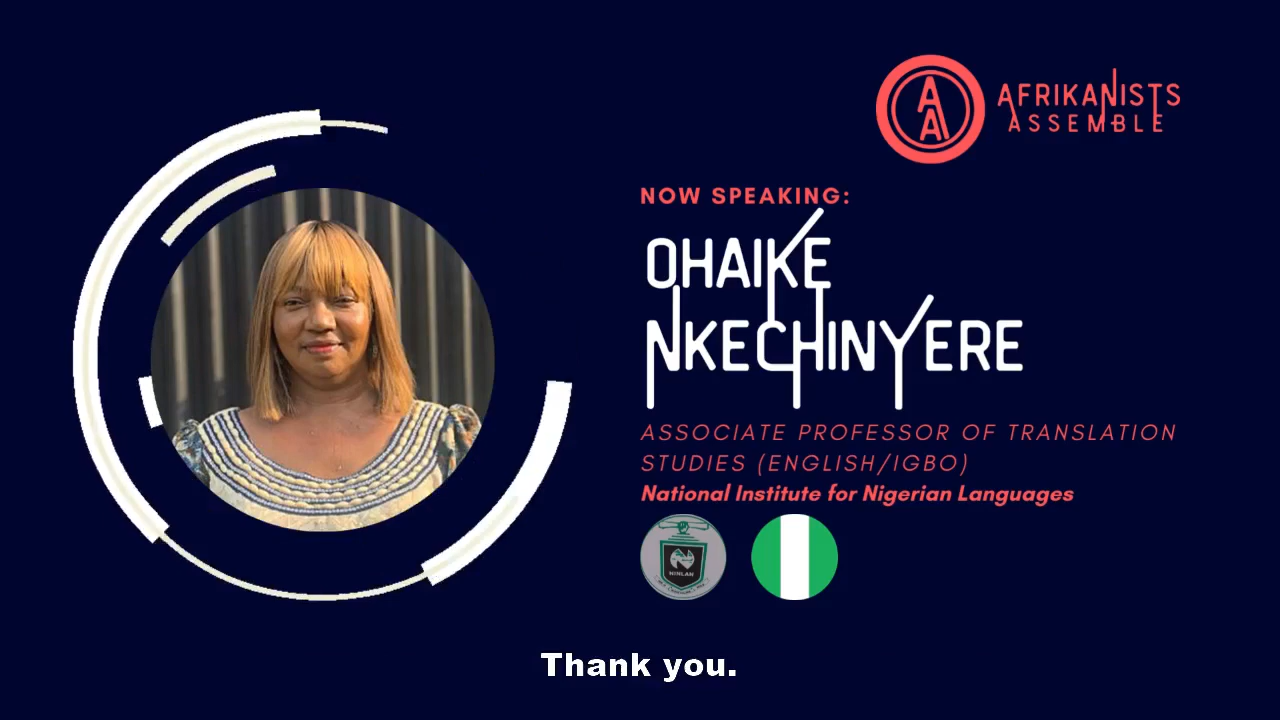 AFRIKANISTS
ASSEMBLE
NOW SPEAKING:
OHAIKE
NKECHINYERE
ASSOCIATE PROFESSOR OF TRANSLATION
STUDIES (ENGLISH/IGBO)
National Institute for Nigerian Languages
NINLAN
Thank you.